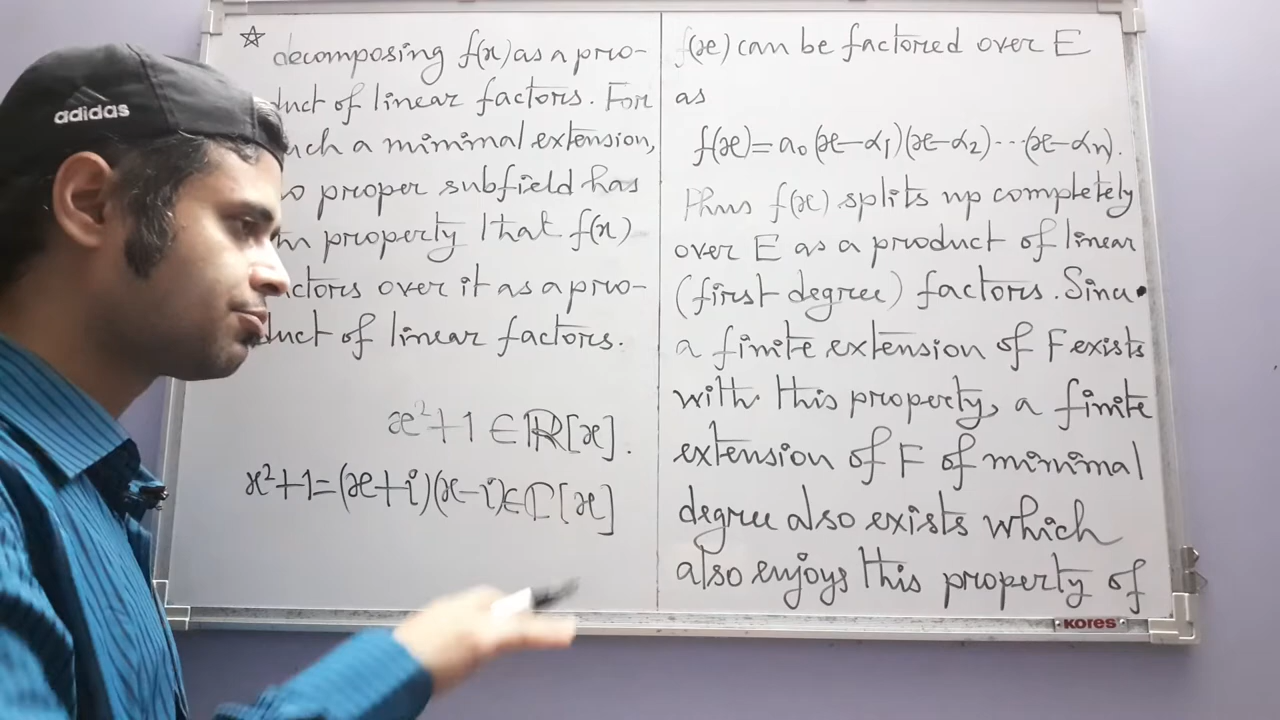 ☆ decomposing f(x) as a pro-
duct of linear factors. For
such a minimal extension,
no proper subfield has
property that f(x)
factors over it as a pro-
duct of linear factors.
x²+1 ∈ ℝ[x].
x²+1=(x+i)(x-i)∈ℂ[x]
f(x) can be factored over E
as
f(x)=a₀(x-α₁)(x-α₂)···(x-αₙ).
Thus f(x) splits up completely
over E as a product of linear
(first degree) factors. Since
a finite extension of F exists
with this property, a finite
extension of F of minimal
degree also exists which
also enjoys this property of
KORES
adidas